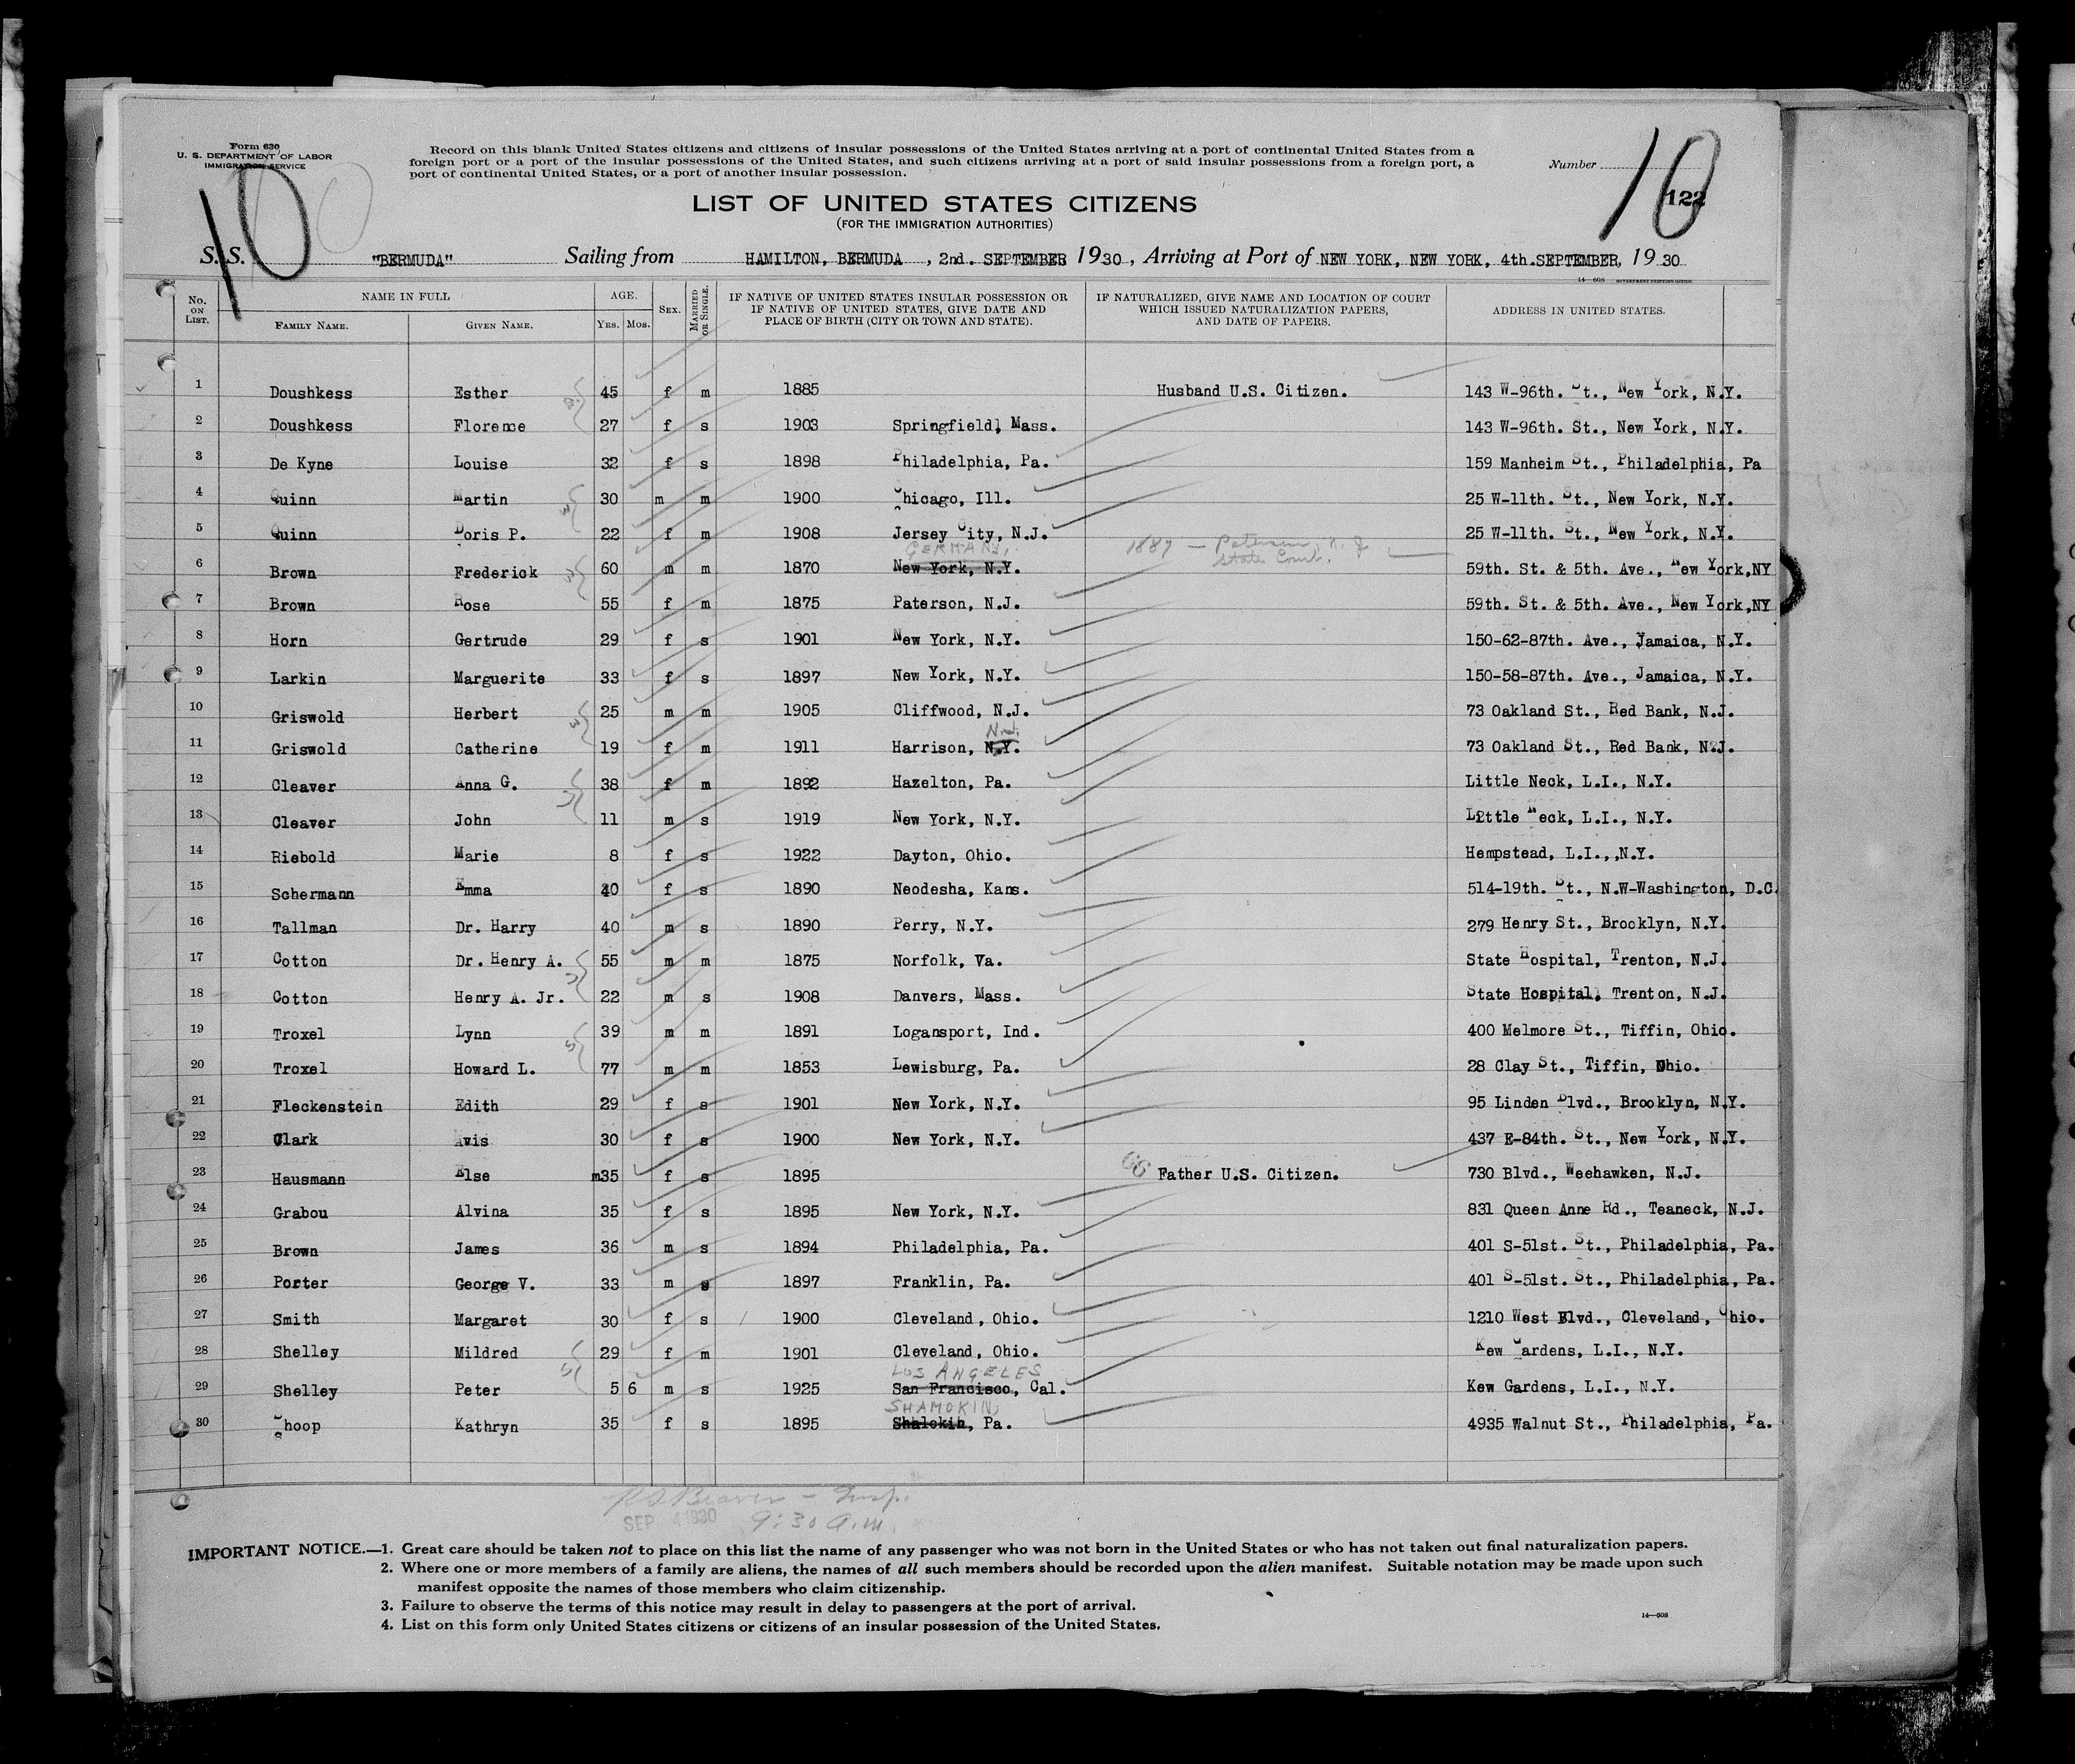 Form 630
U. S. DEPARTMENT OF LABOR
IMMIGRATION SERVICE
Record on this blank United States citizens and citizens of insular possessions of the United States arriving at a port of continental United States from a
foreign port or a port of the insular possessions of the United States, and such citizens arriving at a port of said insular possessions from a foreign port, a
port of continental United States, or a port of another insular possession.
Number
10
10
122
LIST OF UNITED STATES CITIZENS
(FOR THE IMMIGRATION AUTHORITIES)
S. S. "BERMUDA" Sailing from HAMILTON, BERMUDA , 2nd. SEPTEMBER 1930, Arriving at Port of NEW YORK, NEW YORK, 4th.SEPTEMBER, 19 30
14—608 GOVERNMENT PRINTING OFFICE
No. ON LIST. NAME IN FULL FAMILY NAME. GIVEN NAME. AGE. YRS. MOS. SEX. MARRIED OR SINGLE. IF NATIVE OF UNITED STATES INSULAR POSSESSION OR IF NATIVE OF UNITED STATES, GIVE DATE AND PLACE OF BIRTH (CITY OR TOWN AND STATE). IF NATURALIZED, GIVE NAME AND LOCATION OF COURT WHICH ISSUED NATURALIZATION PAPERS, AND DATE OF PAPERS. ADDRESS IN UNITED STATES.
1 Doushkess Esther 45 f m 1885 Husband U.S. Citizen. 143 W-96th. St., New York, N.Y.
2 Doushkess Florence 27 f s 1903 Springfield, Mass. 143 W-96th. St., New York, N.Y.
3 De Kyne Louise 32 f s 1898 Philadelphia, Pa. 159 Manheim St., Philadelphia, Pa
4 Quinn Martin 30 m m 1900 Chicago, Ill. 25 W-11th. St., New York, N.Y.
5 Quinn Doris P. 22 f m 1908 Jersey City, N.J. 25 W-11th. St., New York, N.Y.
GERMANY, 1889 — Paterson, N. J.
State Court.
6 Brown Frederick 60 m m 1870 New York, N.Y. 59th. St. & 5th. Ave., New York,NY
7 Brown Rose 55 f m 1875 Paterson, N.J. 59th. St. & 5th. Ave., New York,NY
8 Horn Gertrude 29 f s 1901 New York, N.Y. 150-62-87th. Ave., Jamaica, N.Y.
9 Larkin Marguerite 33 f s 1897 New York, N.Y. 150-58-87th. Ave., Jamaica, N.Y.
10 Griswold Herbert 25 m m 1905 Cliffwood, N.J. 73 Oakland St., Red Bank, N.J.
N.J.
11 Griswold Catherine 19 f m 1911 Harrison, N.Y. 73 Oakland St., Red Bank, N.J.
12 Cleaver Anna G. 38 f m 1892 Hazelton, Pa. Little Neck, L.I., N.Y.
13 Cleaver John 11 m s 1919 New York, N.Y. Little Neck, L.I., N.Y.
14 Riebold Marie 8 f s 1922 Dayton, Ohio. Hempstead, L.I.,,N.Y.
15 Schermann Emma 40 f s 1890 Neodesha, Kans. 514-19th. St., N.W-Washington, D.C.
16 Tallman Dr. Harry 40 m s 1890 Perry, N.Y. 279 Henry St., Brooklyn, N.Y.
17 Cotton Dr. Henry A. 55 m m 1875 Norfolk, Va. State Hospital, Trenton, N.J.
18 Cotton Henry A. Jr. 22 m s 1908 Danvers, Mass. State Hospital, Trenton, N.J.
19 Troxel Lynn 39 m m 1891 Logansport, Ind. 400 Melmore St., Tiffin, Ohio.
20 Troxel Howard L. 77 m m 1853 Lewisburg, Pa. 28 Clay St., Tiffin, Ohio.
21 Fleckenstein Edith 29 f s 1901 New York, N.Y. 95 Linden Blvd., Brooklyn, N.Y.
22 Clark Avis 30 f s 1900 New York, N.Y. 437 E-84th. St., New York, N.Y.
23 Hausmann Else m35 f s 1895 66 Father U.S. Citizen. 730 Blvd., Weehawken, N.J.
24 Grabou Alvina 35 f s 1895 New York, N.Y. 831 Queen Anne Rd., Teaneck, N.J.
25 Brown James 36 m s 1894 Philadelphia, Pa. 401 S-51st. St., Philadelphia, Pa.
26 Porter George V. 33 m s 1897 Franklin, Pa. 401 S-51st. St., Philadelphia, Pa.
27 Smith Margaret 30 f s 1900 Cleveland, Ohio. 1210 West Blvd., Cleveland, Ohio.
28 Shelley Mildred 29 f m 1901 Cleveland, Ohio. Kew Gardens, L.I., N.Y.
LOS ANGELES
29 Shelley Peter 5 6 m s 1925 San Francisco, Cal. Kew Gardens, L.I., N.Y.
SHAMOKIN,
30 Shoop Kathryn 35 f s 1895 Shalokin, Pa. 4935 Walnut St., Philadelphia, Pa.
Beaver — Insp.
SEP 4 1930 9:30 a.m.
IMPORTANT NOTICE.—1. Great care should be taken not to place on this list the name of any passenger who was not born in the United States or who has not taken out final naturalization papers.
2. Where one or more members of a family are aliens, the names of all such members should be recorded upon the alien manifest. Suitable notation may be made upon such
manifest opposite the names of those members who claim citizenship.
3. Failure to observe the terms of this notice may result in delay to passengers at the port of arrival.
4. List on this form only United States citizens or citizens of an insular possession of the United States.
14—608